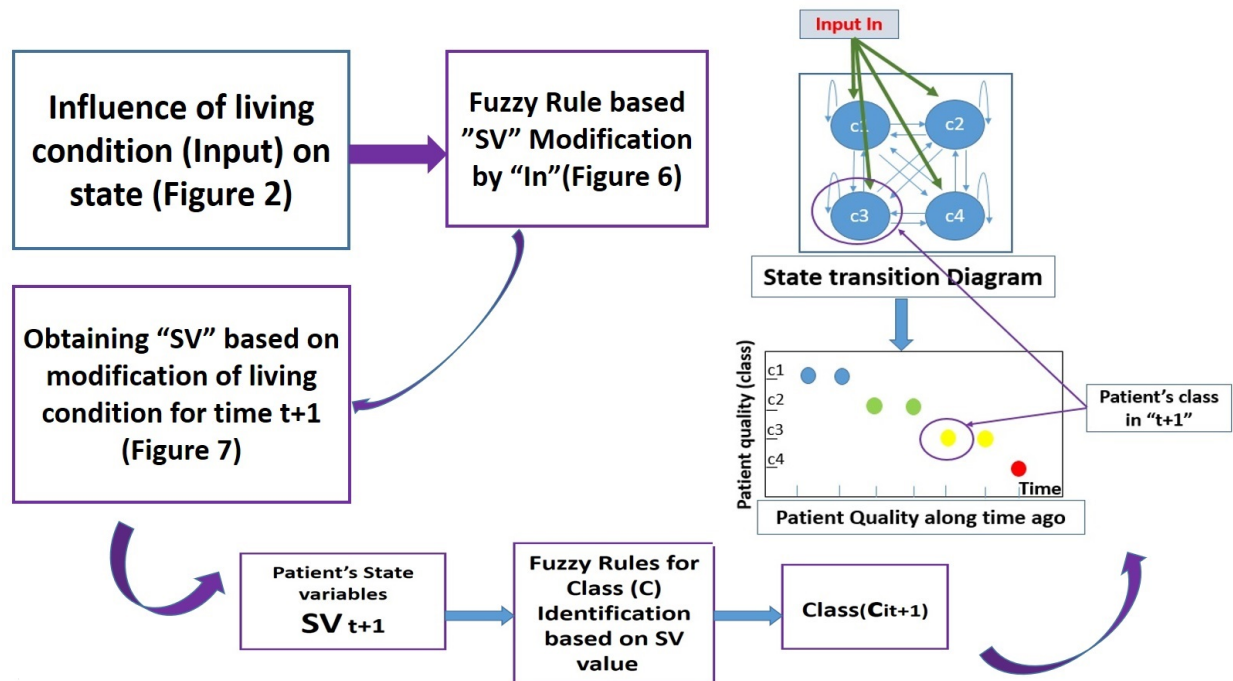 Influence of living
condition (Input) on
state (Figure 2)
Fuzzy Rule based
”SV” Modification
by “In”(Figure 6)
Obtaining “SV” based on
modification of living
condition for time t+1
(Figure 7)
Patient’s State
variables
SV t+1
Fuzzy Rules for
Class (C)
Identification
based on SV
value
Class(Cit+1)
Input In
c1
c2
c3
c4
State transition Diagram
Patient quality (class)
c1
c2
c3
c4
Time
Patient Quality along time ago
Patient’s class
in “t+1”